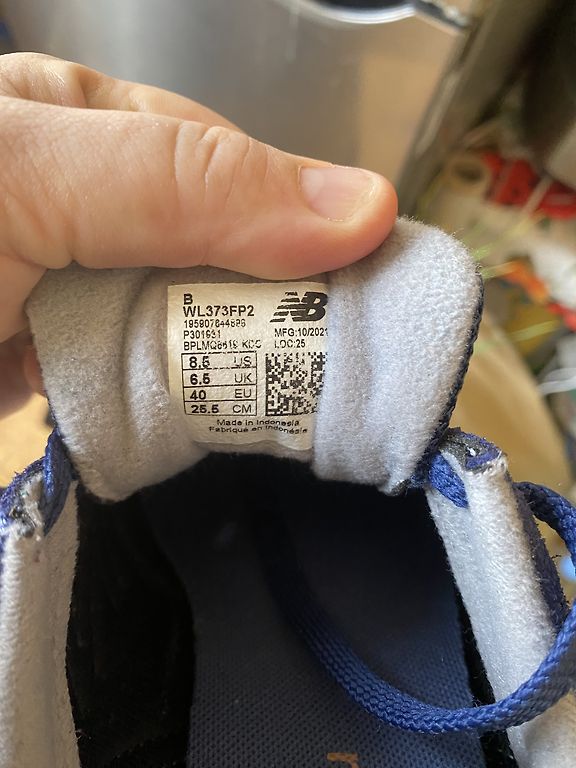 B
WL373FP2
NB
P301931
MFG:10/2021
LOC:25
8.5 US
6.5 UK
40 EU
25.5 CM
Made in Indonesia
Fabriqué en Indonésie